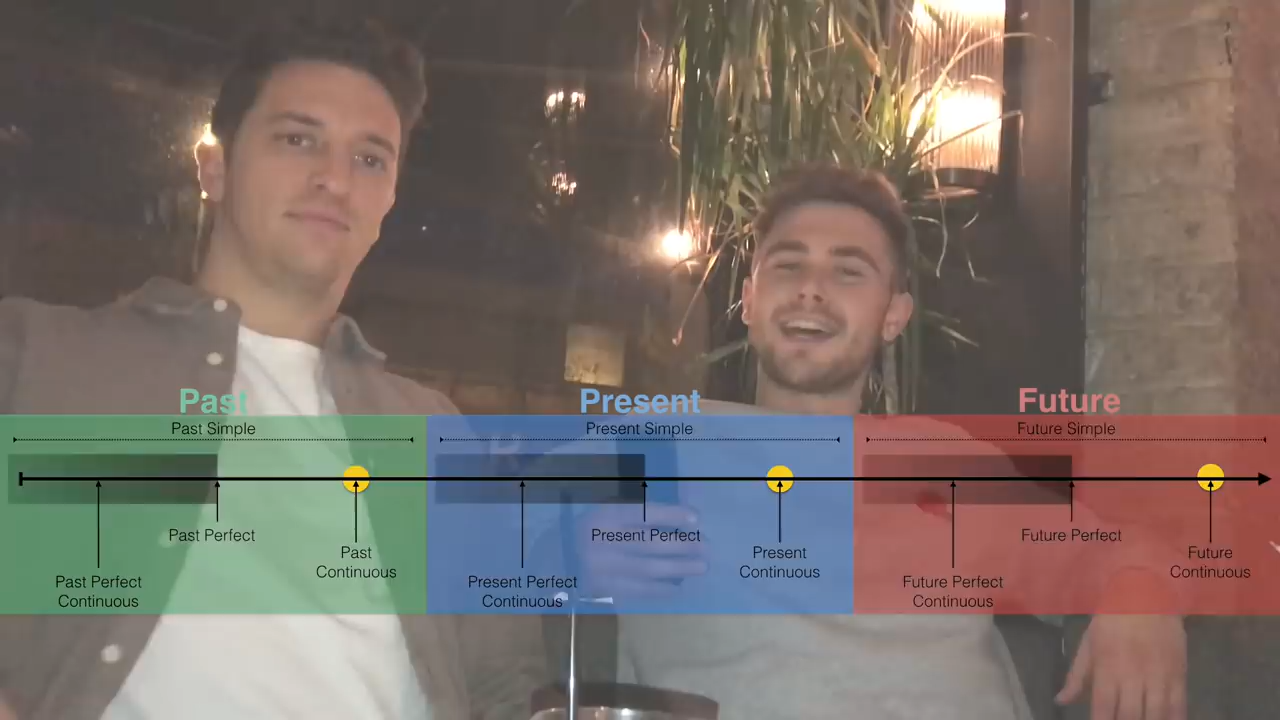 Past
Present
Future
Past Simple
Present Simple
Future Simple
Past Perfect
Present Perfect
Future Perfect
Past
Continuous
Present
Continuous
Future
Continuous
Past Perfect
Continuous
Present Perfect
Continuous
Future Perfect
Continuous